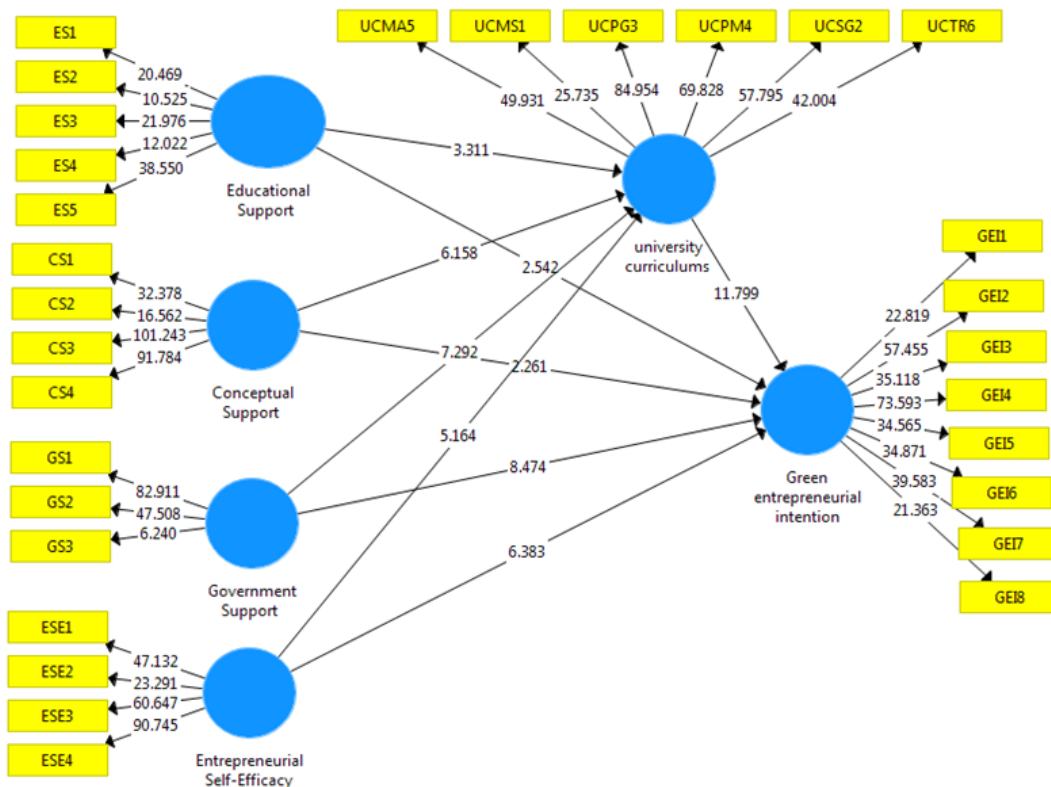 UCMA5
UCMS1
UCPG3
UCPM4
UCSG2
UCTR6
49.931
25.735
84.954
69.828
57.795
42.004
ES1
ES2
ES3
ES4
ES5
20.469
10.525
21.976
12.022
38.550
Educational
Support
3.311
2.542
university
curriculums
11.799
CS1
CS2
CS3
CS4
32.378
16.562
101.243
91.784
Conceptual
Support
6.158
2.261
GS1
GS2
GS3
82.911
47.508
6.240
Government
Support
7.292
8.474
ESE1
ESE2
ESE3
ESE4
47.132
23.291
60.647
90.745
Entrepreneurial
Self-Efficacy
5.164
6.383
Green
entrepreneurial
intention
22.819
57.455
35.118
73.593
34.565
34.871
39.583
21.363
GEI1
GEI2
GEI3
GEI4
GEI5
GEI6
GEI7
GEI8